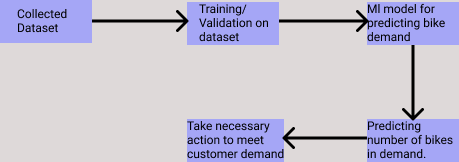 Collected
Dataset
Training/
Validation on
dataset
Ml model for
predicting bike
demand
Take necessary
action to meet
customer demand
Predicting
number of bikes
in demand.